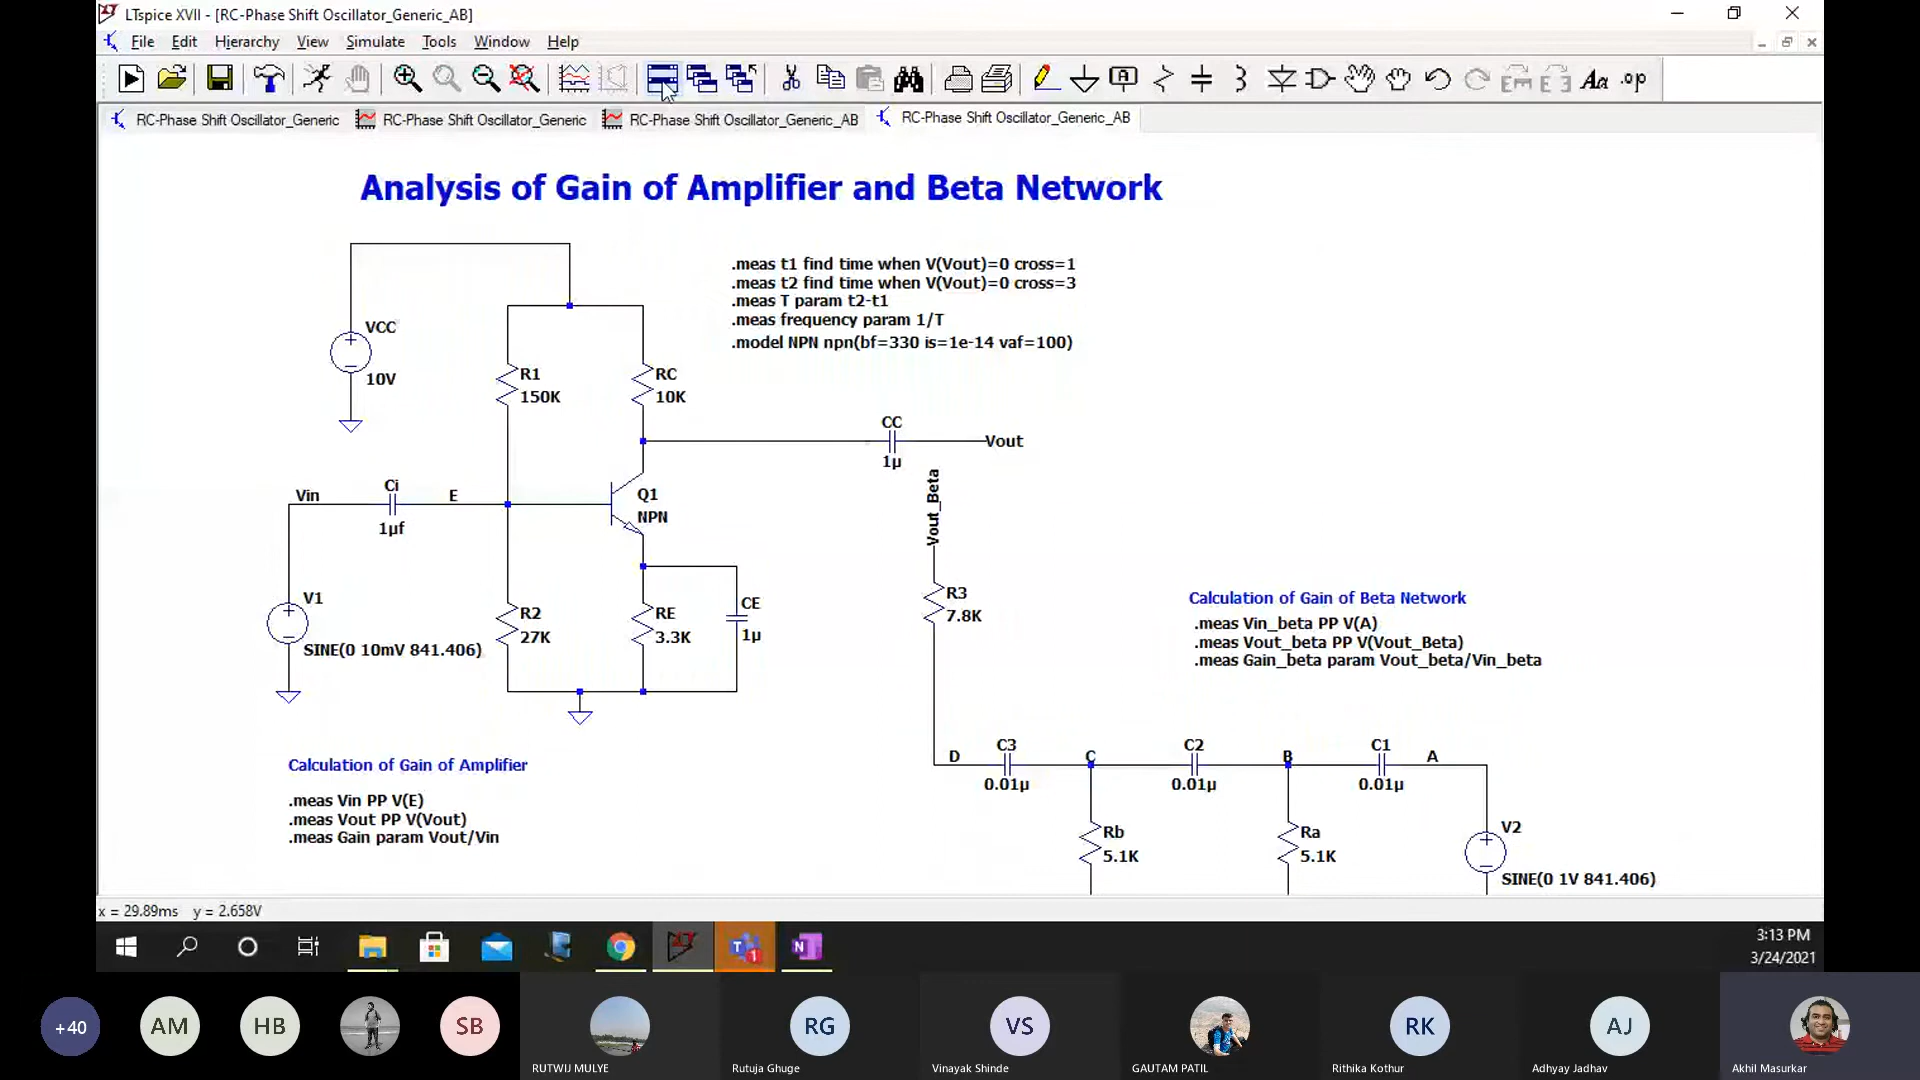 LTspice XVII - [RC-Phase Shift Oscillator_Generic_AB]
File Edit Hierarchy View Simulate Tools Window Help
A Aa .op
RC-Phase Shift Oscillator_Generic RC-Phase Shift Oscillator_Generic RC-Phase Shift Oscillator_Generic_AB RC-Phase Shift Oscillator_Generic_AB
Analysis of Gain of Amplifier and Beta Network
.meas t1 find time when V(Vout)=0 cross=1
.meas t2 find time when V(Vout)=0 cross=3
.meas T param t2-t1
.meas frequency param 1/T
.model NPN npn(bf=330 is=1e-14 vaf=100)
VCC
10V
R1
150K
RC
10K
CC
1µ
Vout
Vin
Ci
1µf
E
Q1
NPN
Vout_Beta
V1
SINE(0 10mV 841.406)
R2
27K
RE
3.3K
CE
1µ
R3
7.8K
Calculation of Gain of Beta Network
.meas Vin_beta PP V(A)
.meas Vout_beta PP V(Vout_Beta)
.meas Gain_beta param Vout_beta/Vin_beta
Calculation of Gain of Amplifier
.meas Vin PP V(E)
.meas Vout PP V(Vout)
.meas Gain param Vout/Vin
D
C3
0.01µ
C
C2
0.01µ
B
C1
0.01µ
A
Rb
5.1K
Ra
5.1K
V2
SINE(0 1V 841.406)
x = 29.89ms y = 2.658V
3:13 PM
3/24/2021
+40
AM
HB
SB
RUTWIJ MULYE
RG
Rutuja Ghuge
VS
Vinayak Shinde
GAUTAM PATIL
RK
Rithika Kothur
AJ
Adhyay Jadhav
Akhil Masurkar